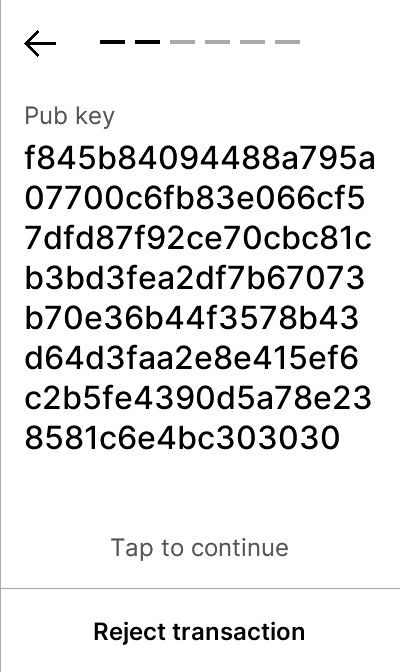 Pub key
f845b84094488a795a
07700c6fb83e066cf5
7dfd87f92ce70cbc81c
b3bd3fea2df7b67073
b70e36b44f3578b43
d64d3faa2e8e415ef6
c2b5fe4390d5a78e23
8581c6e4bc303030
Tap to continue
Reject transaction